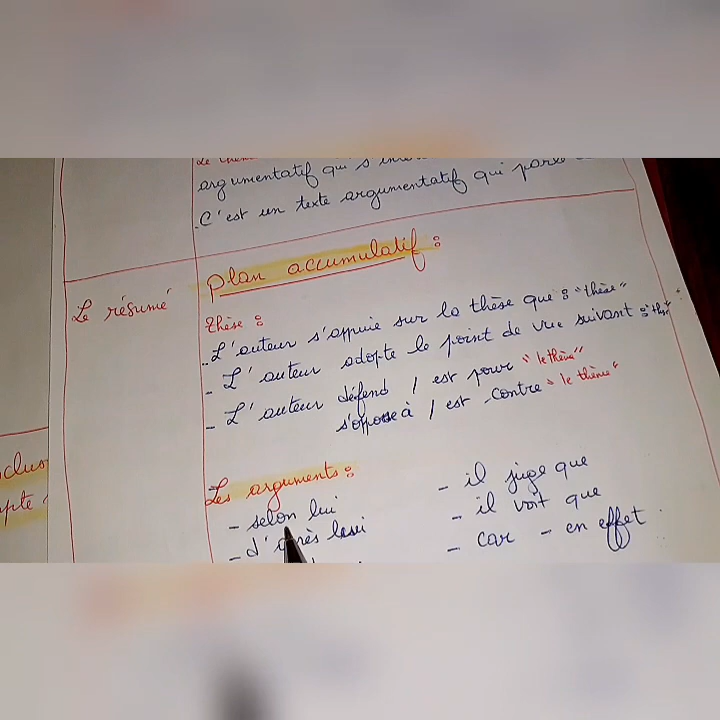 argumentatif qui s'
- C'est un texte argumentatif qui parle
Le résumé
Plan accumulatif :
thèse :
- L'auteur s'appuie sur la thèse que : "thèse"
- L' auteur adopte le point de vue suivant :
- L' auteur défend / est pour "le thème"
s'oppose à / est contre "le thème"
Les arguments :
- selon lui
- d'après lui
- il juge que
- il voit que
- car - en effet